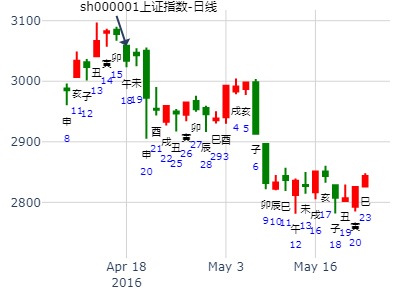 sh000001上证指数-日线
3100
3000
2900
2800
申
8
亥
11
子
12
丑
13
寅
14
卯
15
午
18
未
19
申
20
酉
21
戌
22
丑
25
寅
26
卯
27
辰
28
巳
29
酉
3
戌
4
亥
5
子
6
卯
9
辰
10
巳
11
午
12
未
13
戌
16
亥
17
子
18
丑
19
寅
20
巳
23
Apr 18
2016
May 3
May 16